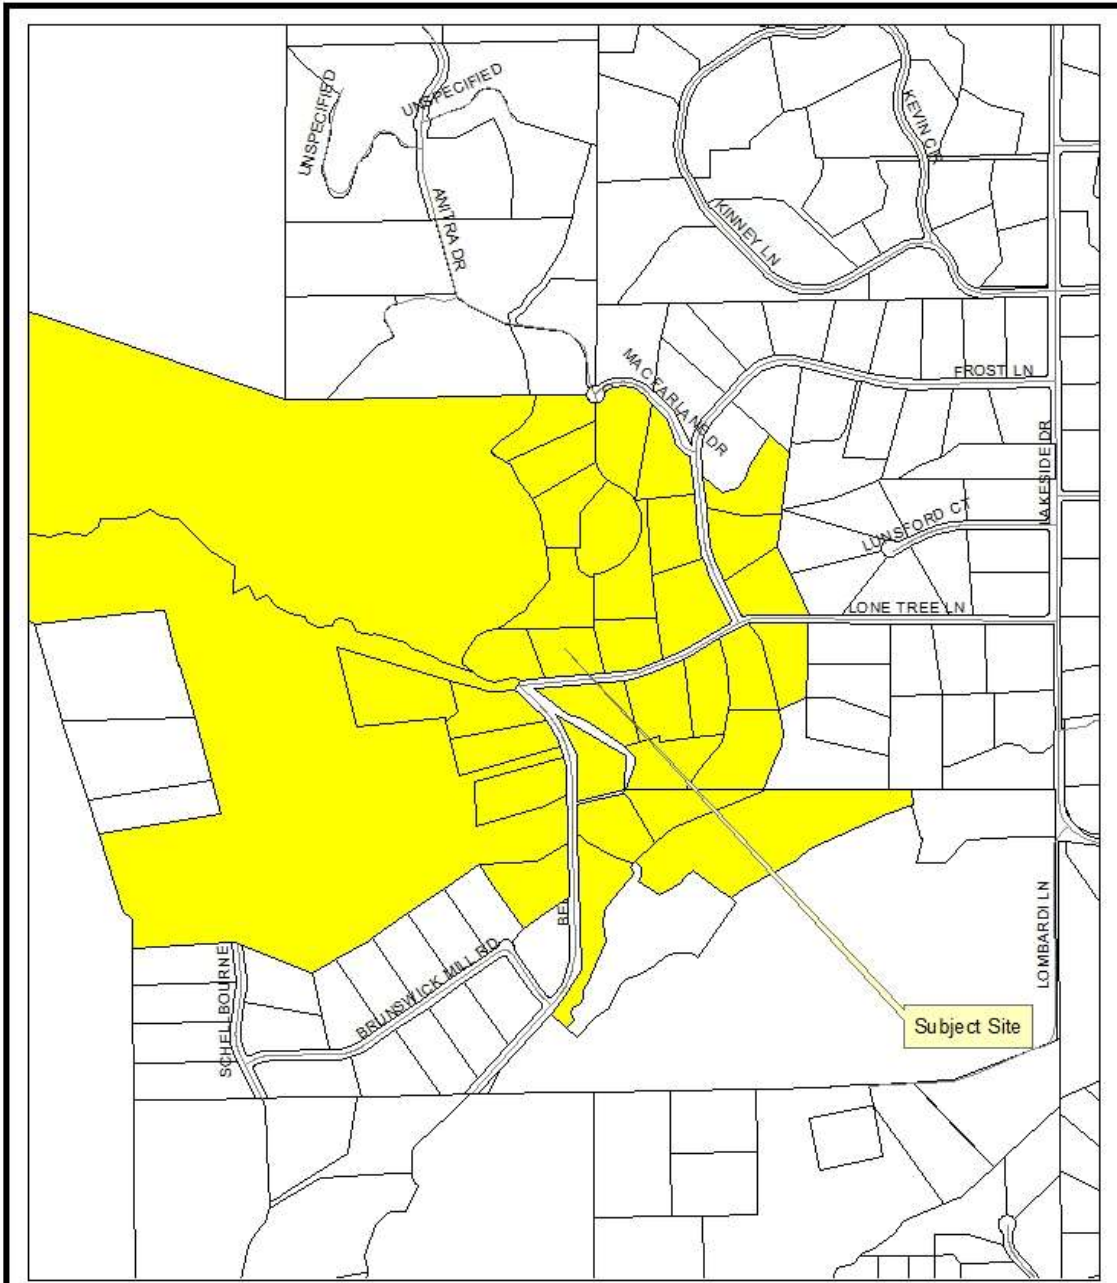 UNSPECIFIED
UNSPECIFIED
KEVIN CT
ANITRA DR
KINNEY LN
MACFARLANE DR
FROST LN
LAKESIDE DR
LUNSFORD CT
LONE TREE LN
LOMBARDI LN
BRUNSWICK MILL RD
SCHELLBOURNE
Subject Site